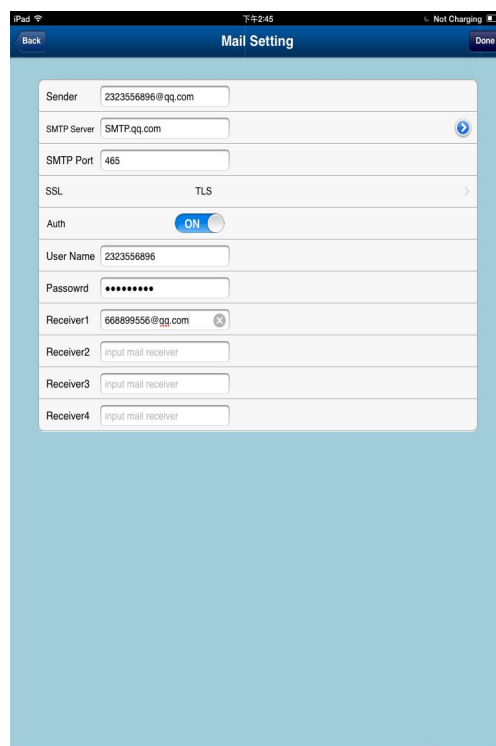 iPad 下午2:45 Not Charging
Back Mail Setting Done
Sender 2323556896@qq.com
SMTP Server SMTP.qq.com
SMTP Port 465
SSL TLS
Auth ON
User Name 2323556896
Passowrd •••••••••
Receiver1 668899556@qq.com
Receiver2 input mail receiver
Receiver3 input mail receiver
Receiver4 input mail receiver